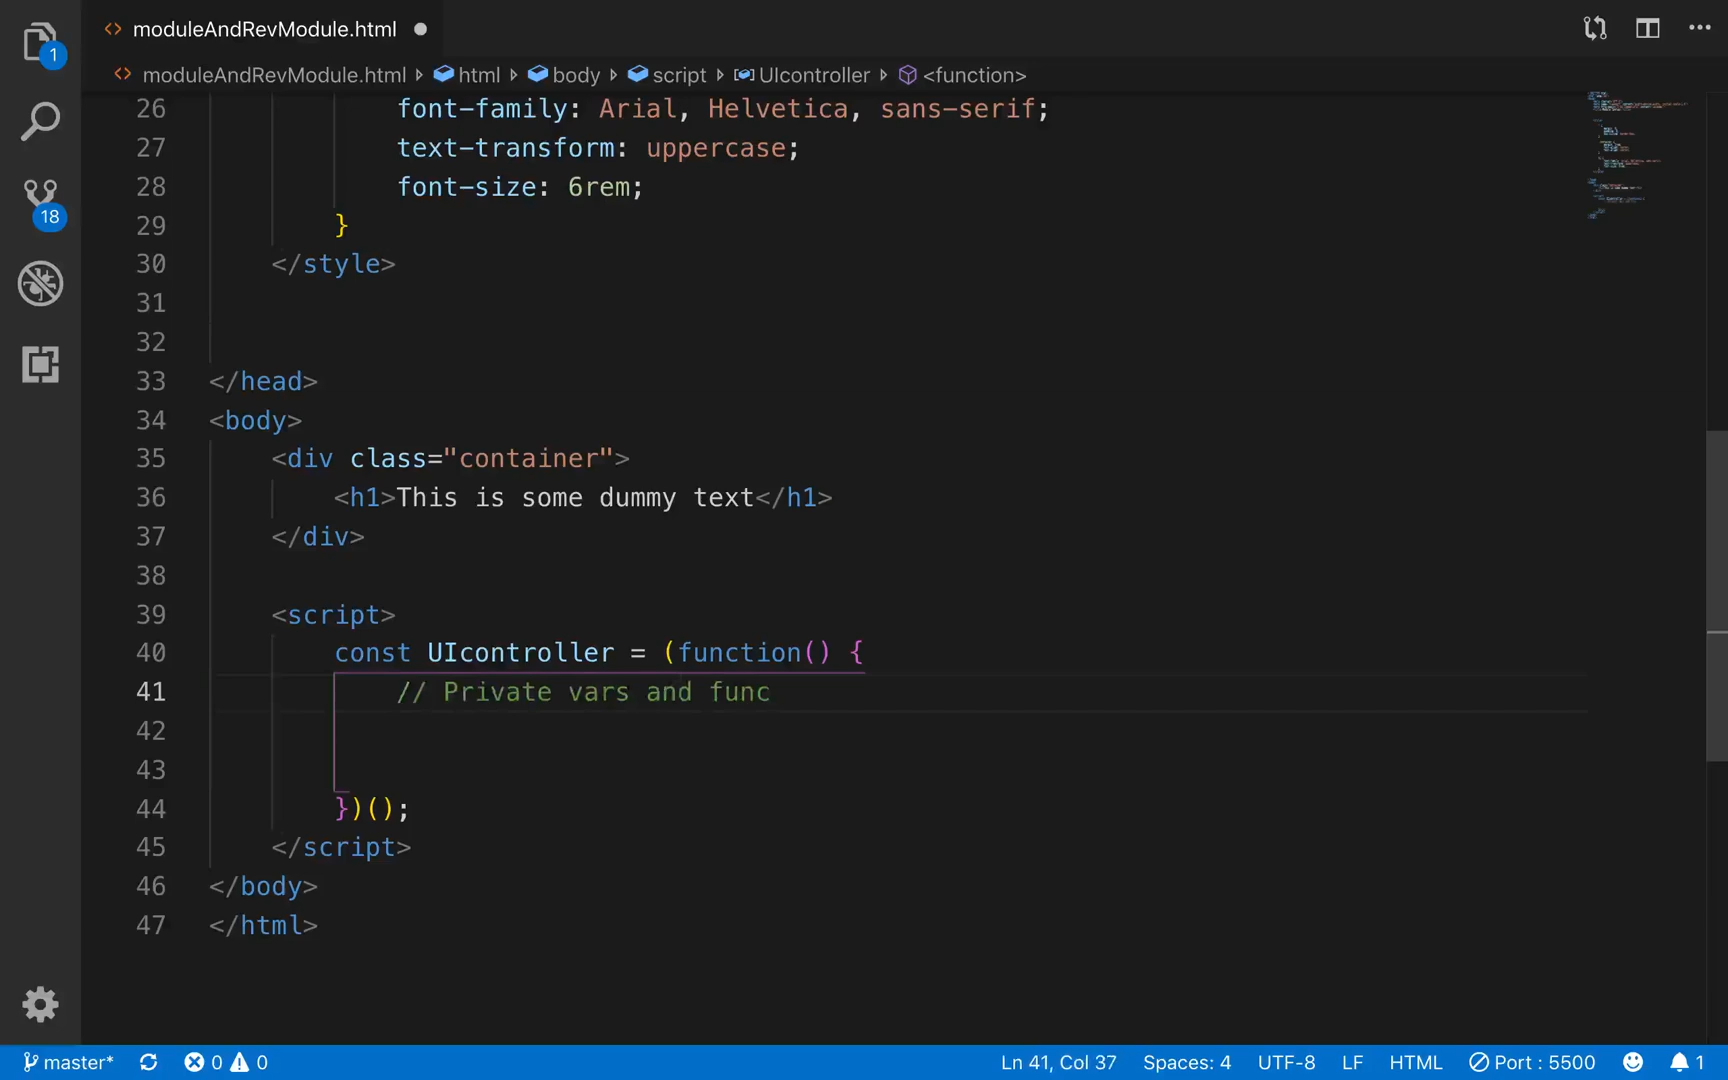 moduleAndRevModule.html
1
moduleAndRevModule.html html body script UIcontroller <function>
26 font-family: Arial, Helvetica, sans-serif;
27 text-transform: uppercase;
28 font-size: 6rem;
29 }
30 </style>
31
32
33 </head>
34 <body>
35 <div class="container">
36 <h1>This is some dummy text</h1>
37 </div>
38
39 <script>
40 const UIcontroller = (function() {
41 // Private vars and func
42
43
44 })();
45 </script>
46 </body>
47 </html>
18
master* 0 0 Ln 41, Col 37 Spaces: 4 UTF-8 LF HTML Port : 5500 1